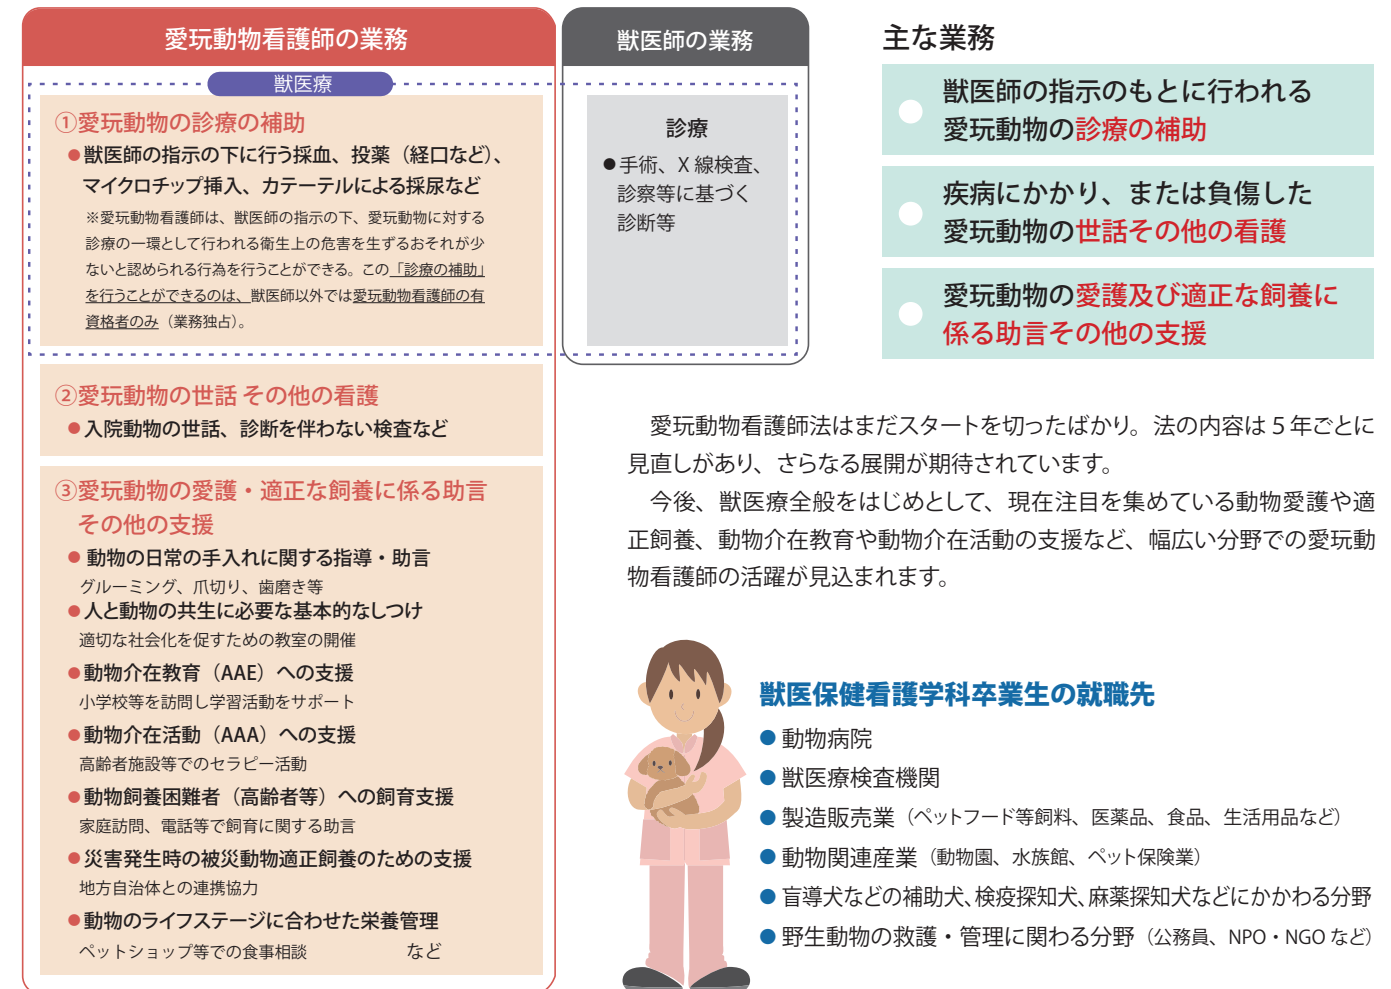 愛玩動物看護師の業務
獣医療
①愛玩動物の診療の補助
●獣医師の指示の下に行う採血、投薬（経口など）、
マイクロチップ挿入、カテーテルによる採尿など
※愛玩動物看護師は、獣医師の指示の下、愛玩動物に対する
診療の一環として行われる衛生上の危害を生ずるおそれが少
ないと認められる行為を行うことができる。この「診療の補助」
を行うことができるのは、獣医師以外では愛玩動物看護師の有
資格者のみ（業務独占）。
②愛玩動物の世話 その他の看護
●入院動物の世話、診断を伴わない検査など
③愛玩動物の愛護・適正な飼養に係る助言
その他の支援
●動物の日常の手入れに関する指導・助言
グルーミング、爪切り、歯磨き等
●人と動物の共生に必要な基本的なしつけ
適切な社会化を促すための教室の開催
●動物介在教育（AAE）への支援
小学校等を訪問し学習活動をサポート
●動物介在活動（AAA）への支援
高齢者施設等でのセラピー活動
●動物飼養困難者（高齢者等）への飼育支援
家庭訪問、電話等で飼育に関する助言
●災害発生時の被災動物適正飼養のための支援
地方自治体との連携協力
●動物のライフステージに合わせた栄養管理
ペットショップ等での食事相談 など
獣医師の業務
診療
●手術、X 線検査、
診察等に基づく
診断等
主な業務
獣医師の指示のもとに行われる
愛玩動物の診療の補助
疾病にかかり、または負傷した
愛玩動物の世話その他の看護
愛玩動物の愛護及び適正な飼養に
係る助言その他の支援
愛玩動物看護師法はまだスタートを切ったばかり。法の内容は 5 年ごとに
見直しがあり、さらなる展開が期待されています。
今後、獣医療全般をはじめとして、現在注目を集めている動物愛護や適
正飼養、動物介在教育や動物介在活動の支援など、幅広い分野での愛玩動
物看護師の活躍が見込まれます。
獣医保健看護学科卒業生の就職先
●動物病院
●獣医療検査機関
●製造販売業（ペットフード等飼料、医薬品、食品、生活用品など）
●動物関連産業（動物園、水族館、ペット保険業）
●盲導犬などの補助犬、検疫探知犬、麻薬探知犬などにかかわる分野
●野生動物の救護・管理に関わる分野（公務員、NPO・NGO など）